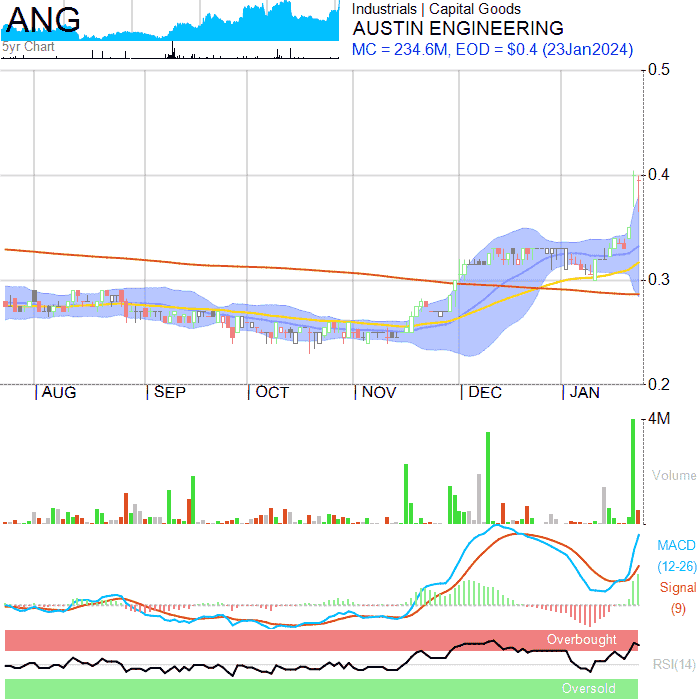 ANG
5yr Chart
Industrials | Capital Goods
AUSTIN ENGINEERING
MC = 234.6M, EOD = $0.4 (23Jan2024)
0.5
0.4
0.3
0.2
AUG SEP OCT NOV DEC JAN
4M
Volume
MACD
(12-26)
Signal
(9)
Overbought
RSI(14)
Oversold